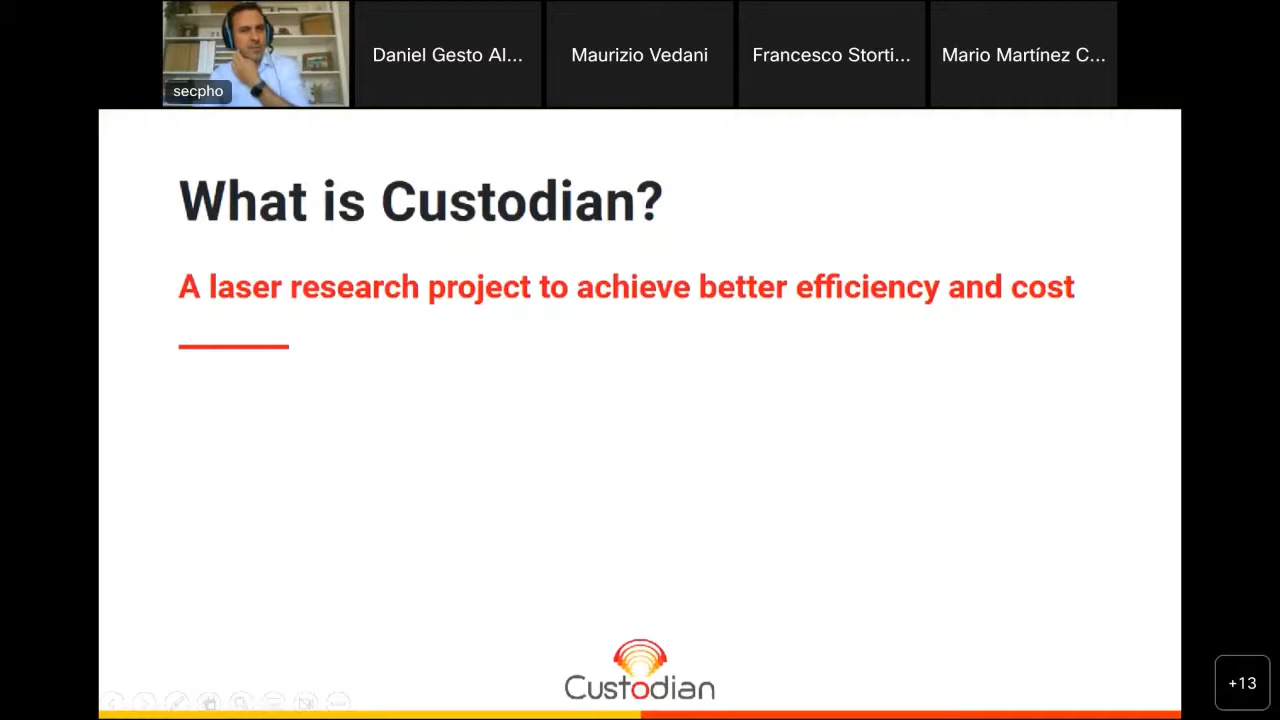 secpho
Daniel Gesto Al...
Maurizio Vedani
Francesco Storti...
Mario Martínez C...
What is Custodian?
A laser research project to achieve better efficiency and cost
Custodian
+13